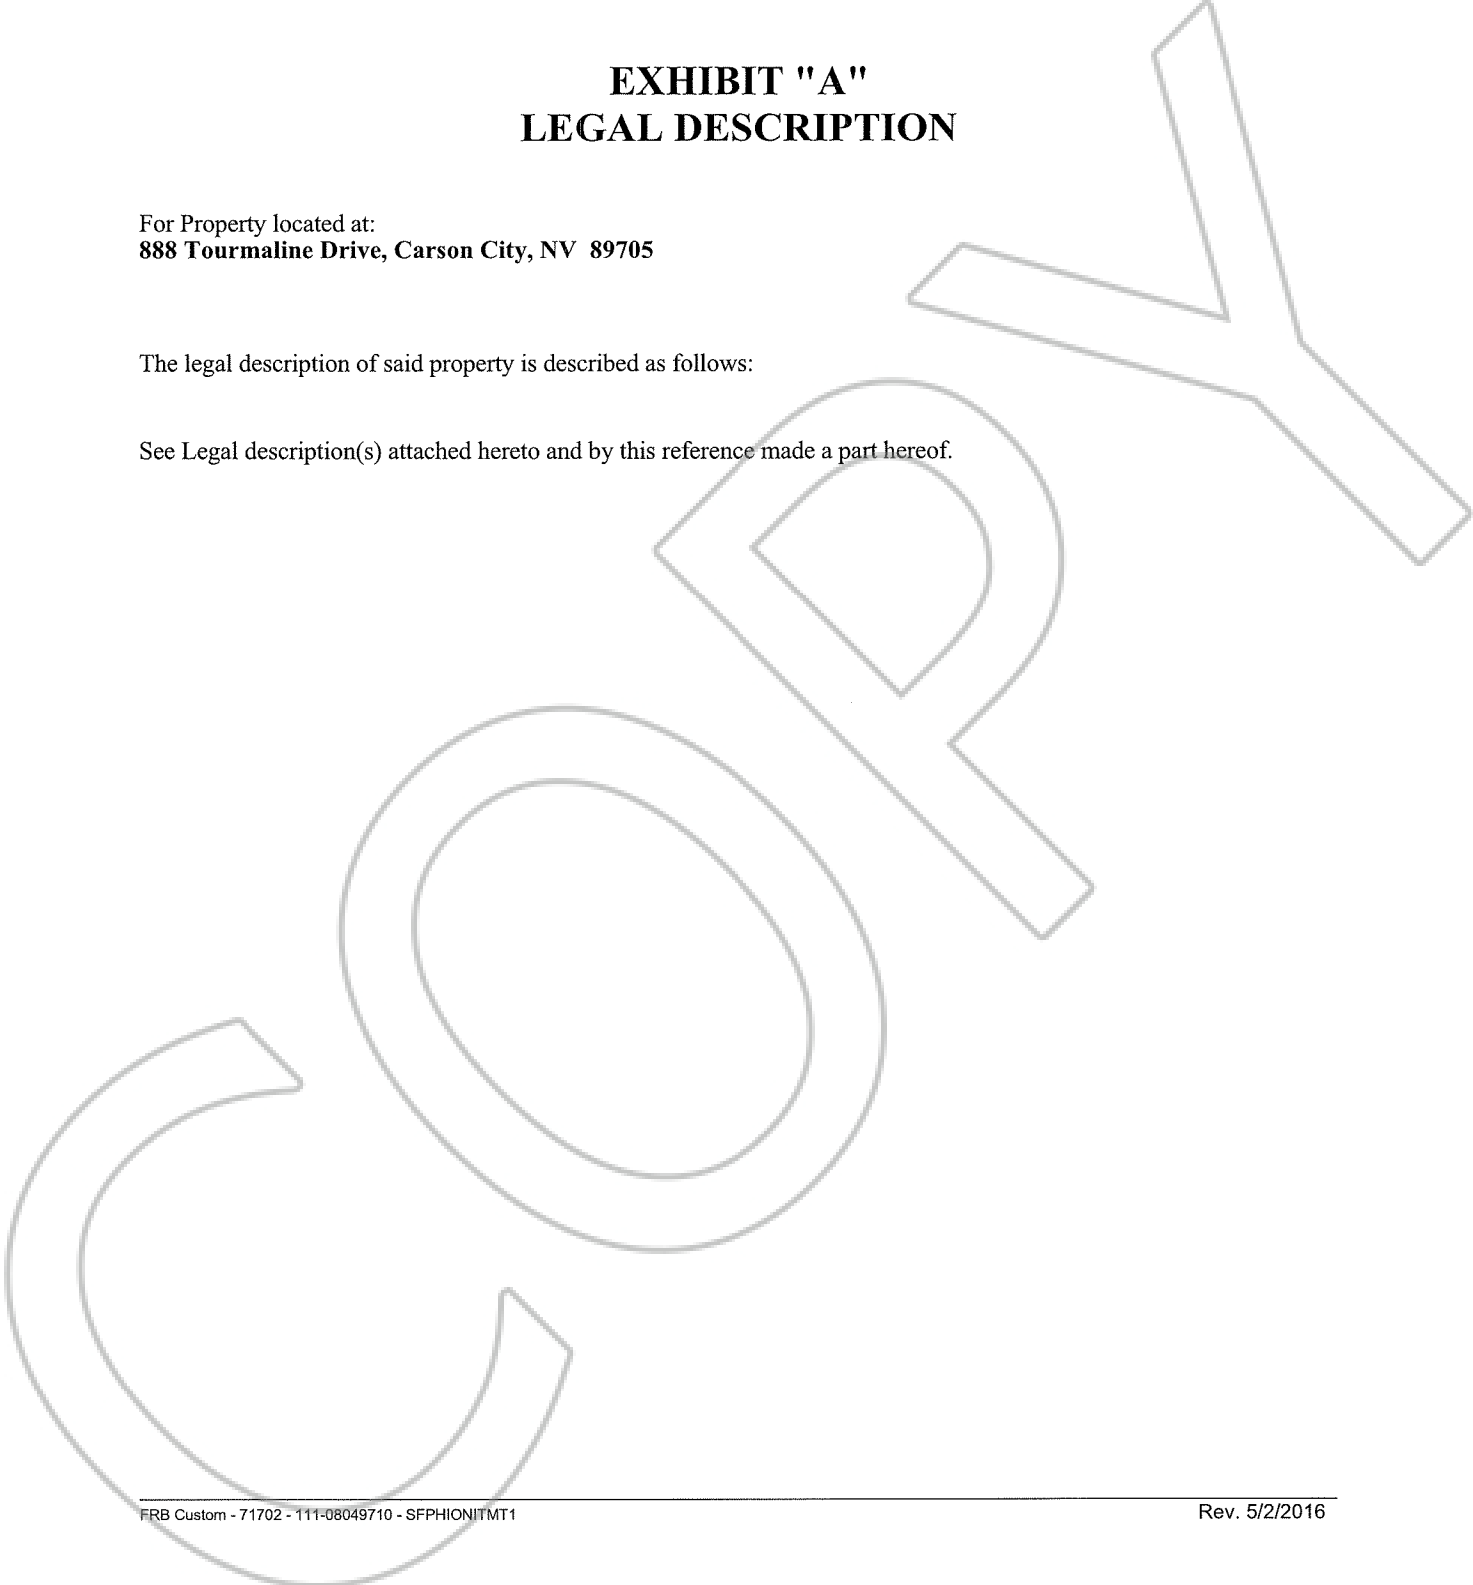 EXHIBIT "A"
LEGAL DESCRIPTION
For Property located at:
888 Tourmaline Drive, Carson City, NV 89705
The legal description of said property is described as follows:
See Legal description(s) attached hereto and by this reference made a part hereof.
COPY
FRB Custom - 71702 - 111-08049710 - SFPHIONITMT1
Rev. 5/2/2016